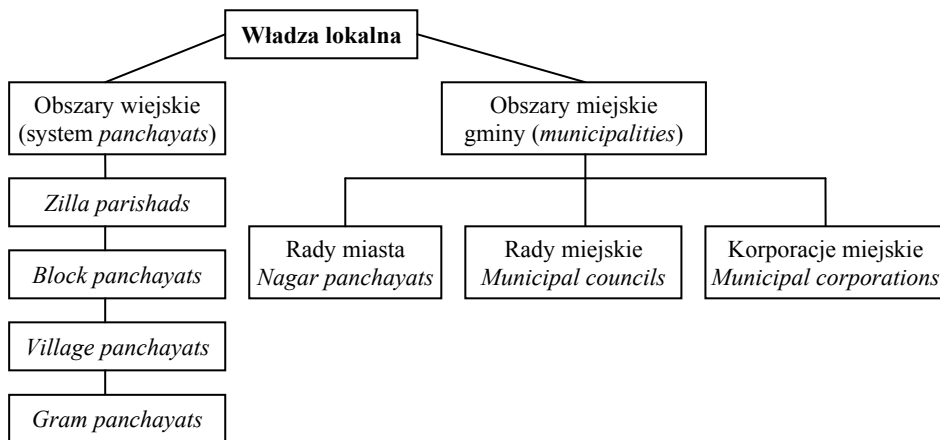 Władza lokalna
Obszary wiejskie
(system panchayats)
Obszary miejskie
gminy (municipalities)
Zilla parishads
Block panchayats
Village panchayats
Gram panchayats
Rady miasta
Nagar panchayats
Rady miejskie
Municipal councils
Korporacje miejskie
Municipal corporations